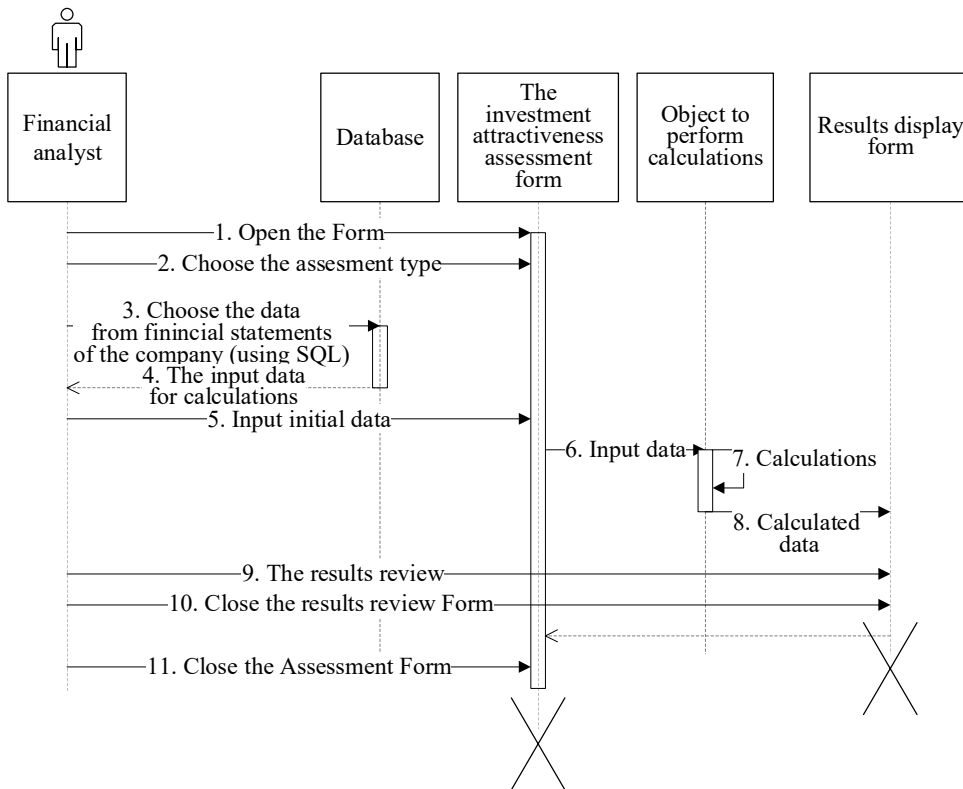 Financial
analyst
Database
The
investment
attractiveness
assessment
form
Object to
perform
calculations
Results display
form
1. Open the Form
2. Choose the assesment type
3. Choose the data
from finincial statements
of the company (using SQL)
4. The input data
for calculations
5. Input initial data
6. Input data
7. Calculations
8. Calculated
data
9. The results review
10. Close the results review Form
11. Close the Assessment Form